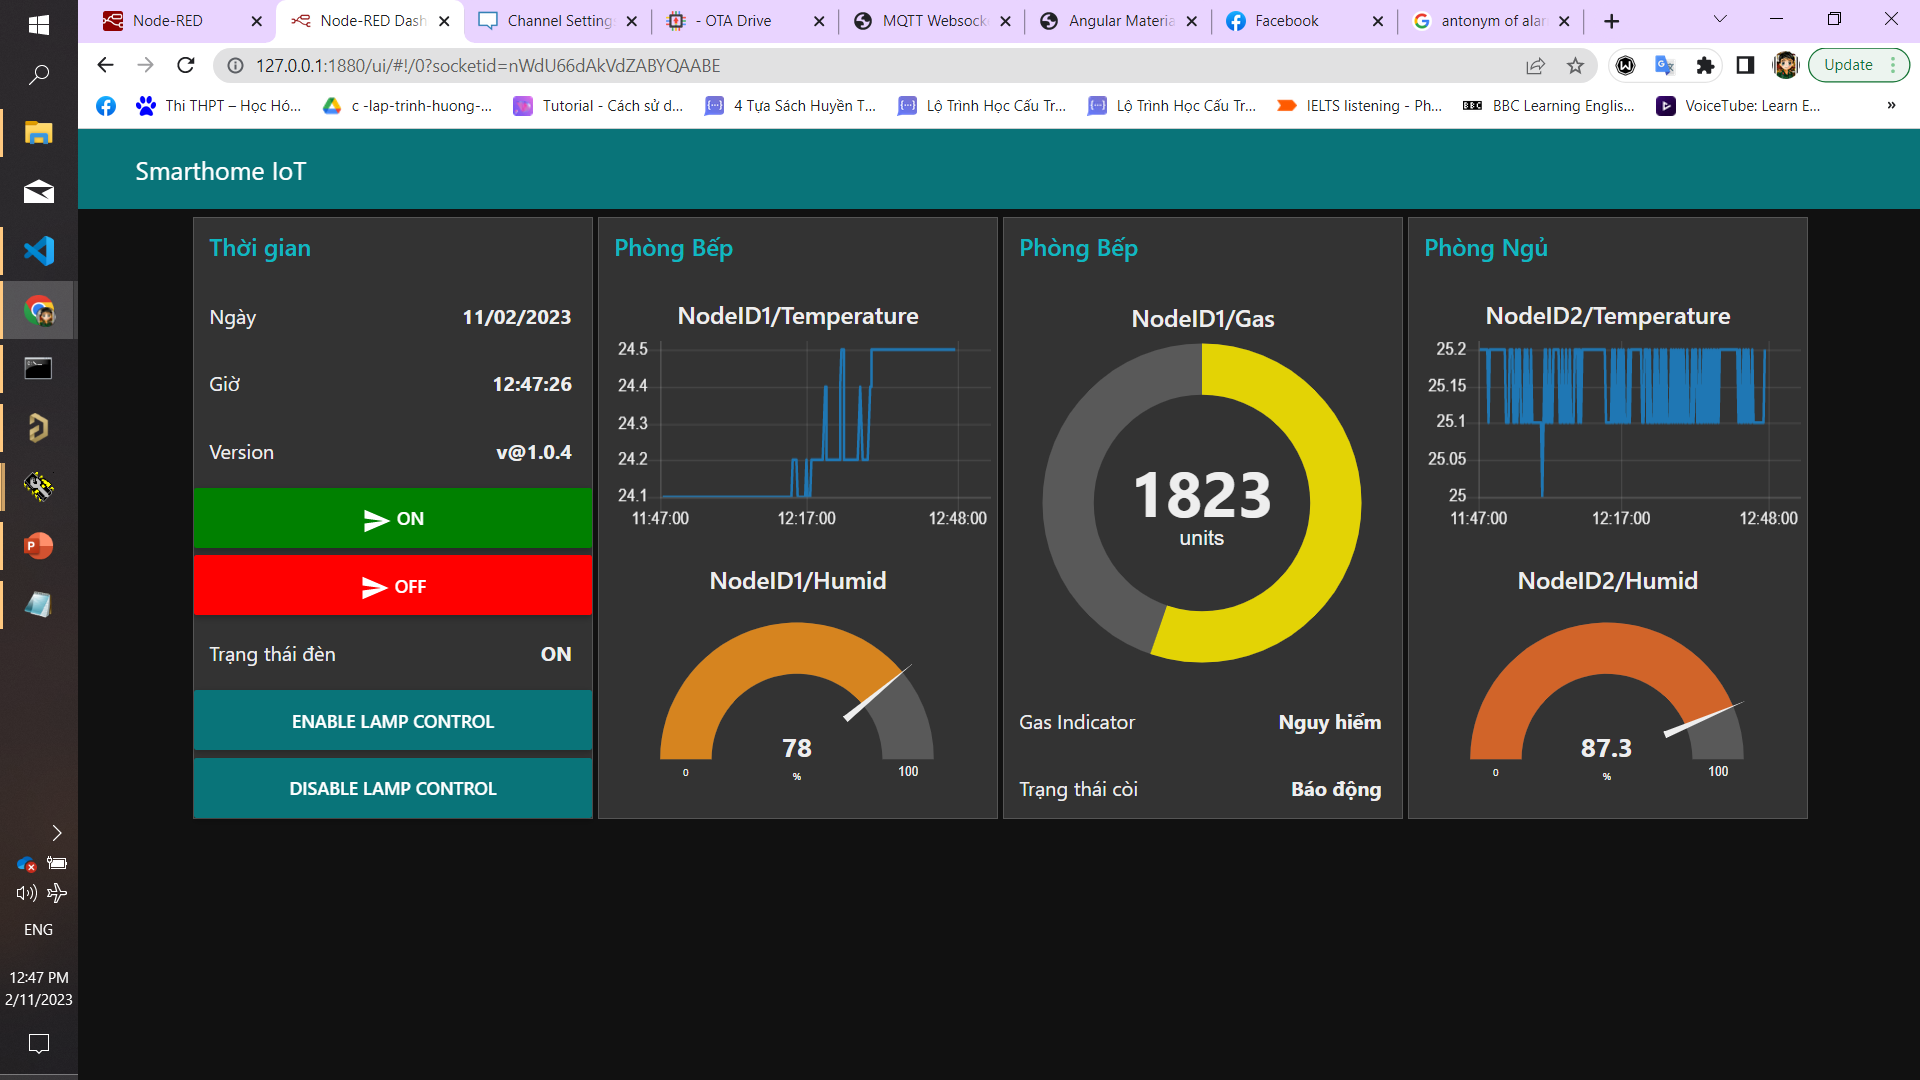 Node-RED
Node-RED Dash
Channel Setting
- OTA Drive
MQTT Websock
Angular Materia
Facebook
antonym of alar
127.0.0.1:1880/ui/#!/0?socketid=nWdU66dAkVdZABYQAABE
Update
Thi THPT – Học Hó...
c -lap-trinh-huong-...
Tutorial - Cách sử d...
4 Tựa Sách Huyền T...
Lộ Trình Học Cấu Tr...
Lộ Trình Học Cấu Tr...
IELTS listening - Ph...
BBC
BBC Learning Englis...
VoiceTube: Learn E...
»
Smarthome IoT
Thời gian
Ngày 11/02/2023
Giờ 12:47:26
Version v@1.0.4
ON
OFF
Trạng thái đèn ON
ENABLE LAMP CONTROL
DISABLE LAMP CONTROL
Phòng Bếp
NodeID1/Temperature
24.5
24.4
24.3
24.2
24.1
11:47:00 12:17:00 12:48:00
NodeID1/Humid
78
%
0 100
Phòng Bếp
NodeID1/Gas
1823
units
Gas Indicator Nguy hiểm
Trạng thái còi Báo động
Phòng Ngủ
NodeID2/Temperature
25.2
25.15
25.1
25.05
25
11:47:00 12:17:00 12:48:00
NodeID2/Humid
87.3
%
0 100
ENG
12:47 PM
2/11/2023